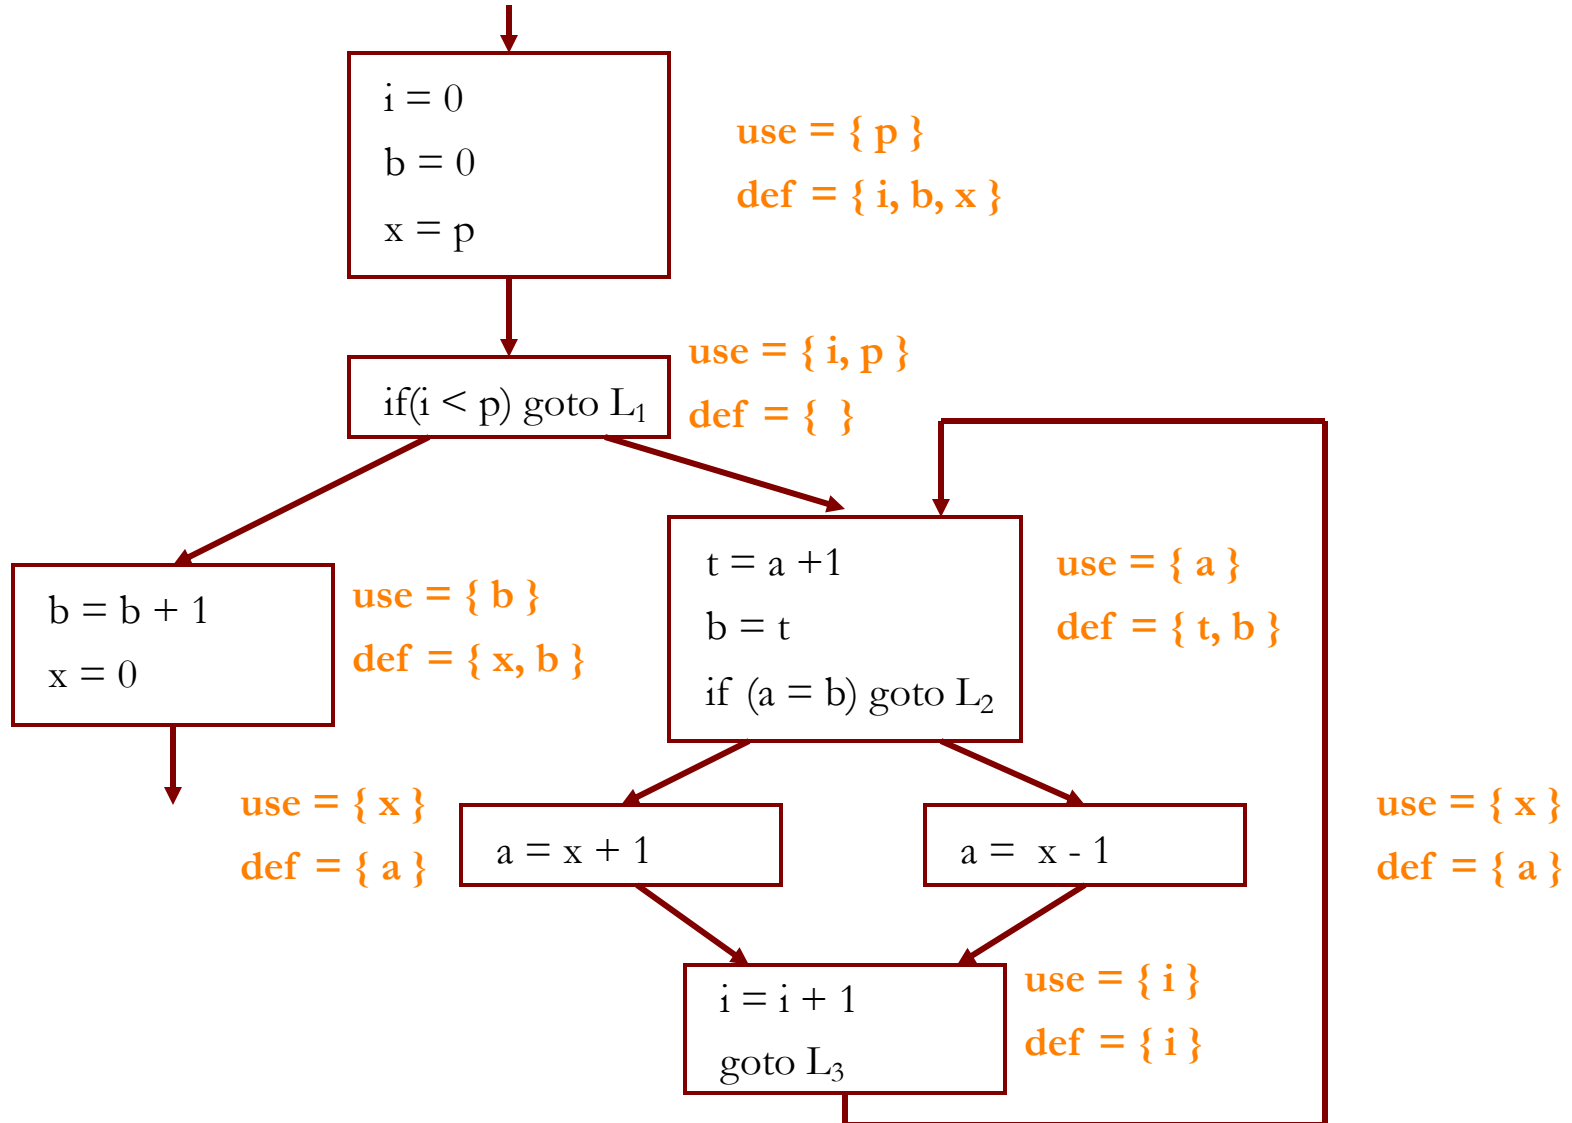 i = 0
b = 0
x = p
use = { p }
def = { i, b, x }
if(i < p) goto L₁
use = { i, p }
def = {  }
b = b + 1
x = 0
use = { b }
def = { x, b }
t = a +1
b = t
if (a = b) goto L₂
use = { a }
def = { t, b }
use = { x }
def = { a }
a = x + 1
a =  x - 1
use = { x }
def = { a }
i = i + 1
goto L₃
use = { i }
def = { i }